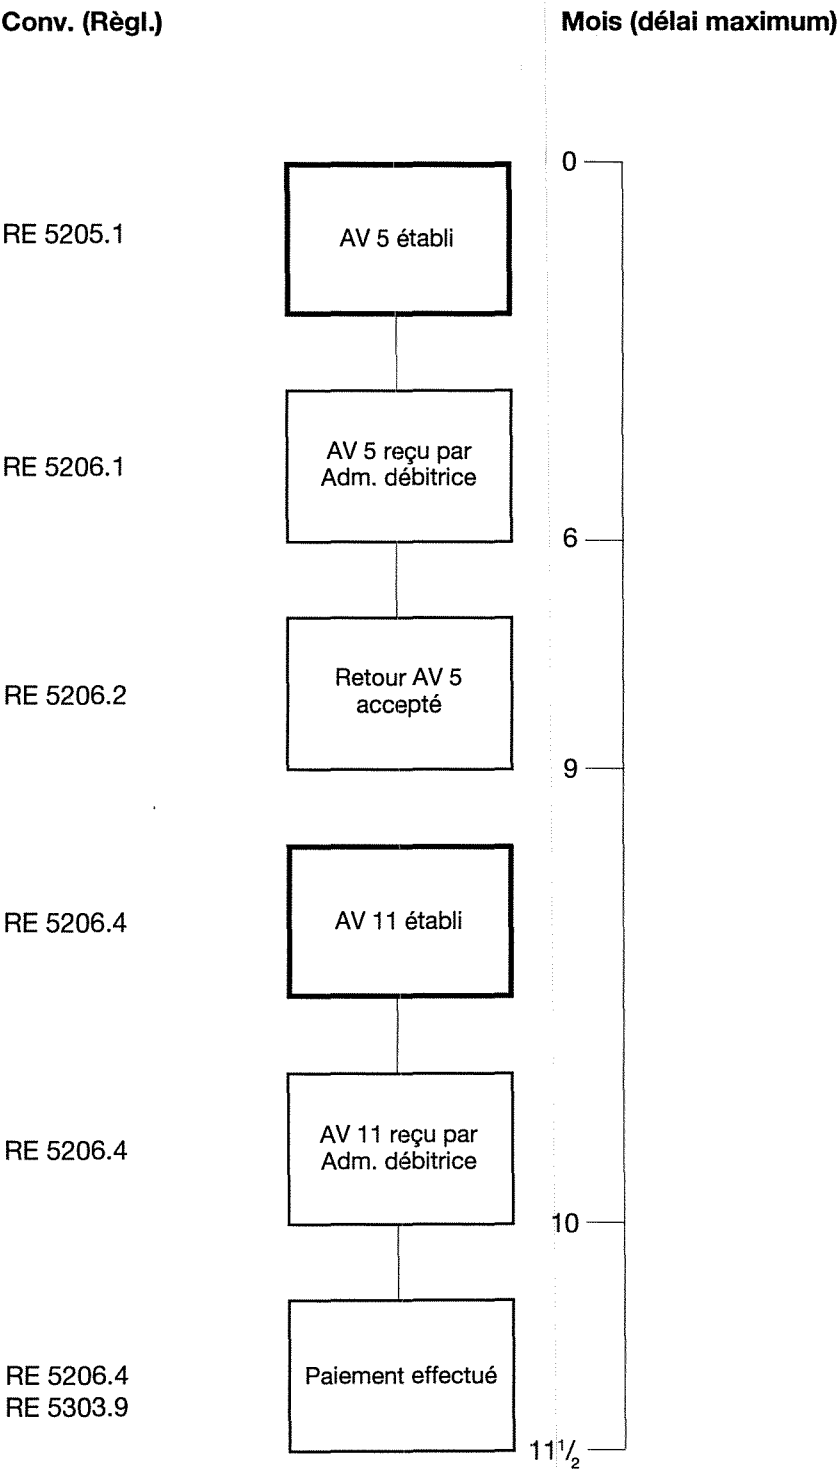 Conv. (Règl.)
Mois (délai maximum)
0
RE 5205.1
AV 5 établi
RE 5206.1
AV 5 reçu par
Adm. débitrice
6
RE 5206.2
Retour AV 5
accepté
9
RE 5206.4
AV 11 établi
RE 5206.4
AV 11 reçu par
Adm. débitrice
10
RE 5206.4
RE 5303.9
Paiement effectué
11 1/2